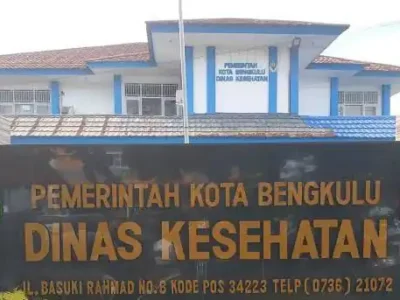 PEMERINTAH
KOTA BENGKULU
DINAS KESEHATAN
PEMERINTAH KOTA BENGKULU
DINAS KESEHATAN
JL. BASUKI RAHMAD NO. 8 KODE POS 34223 TELP (0736) 21072